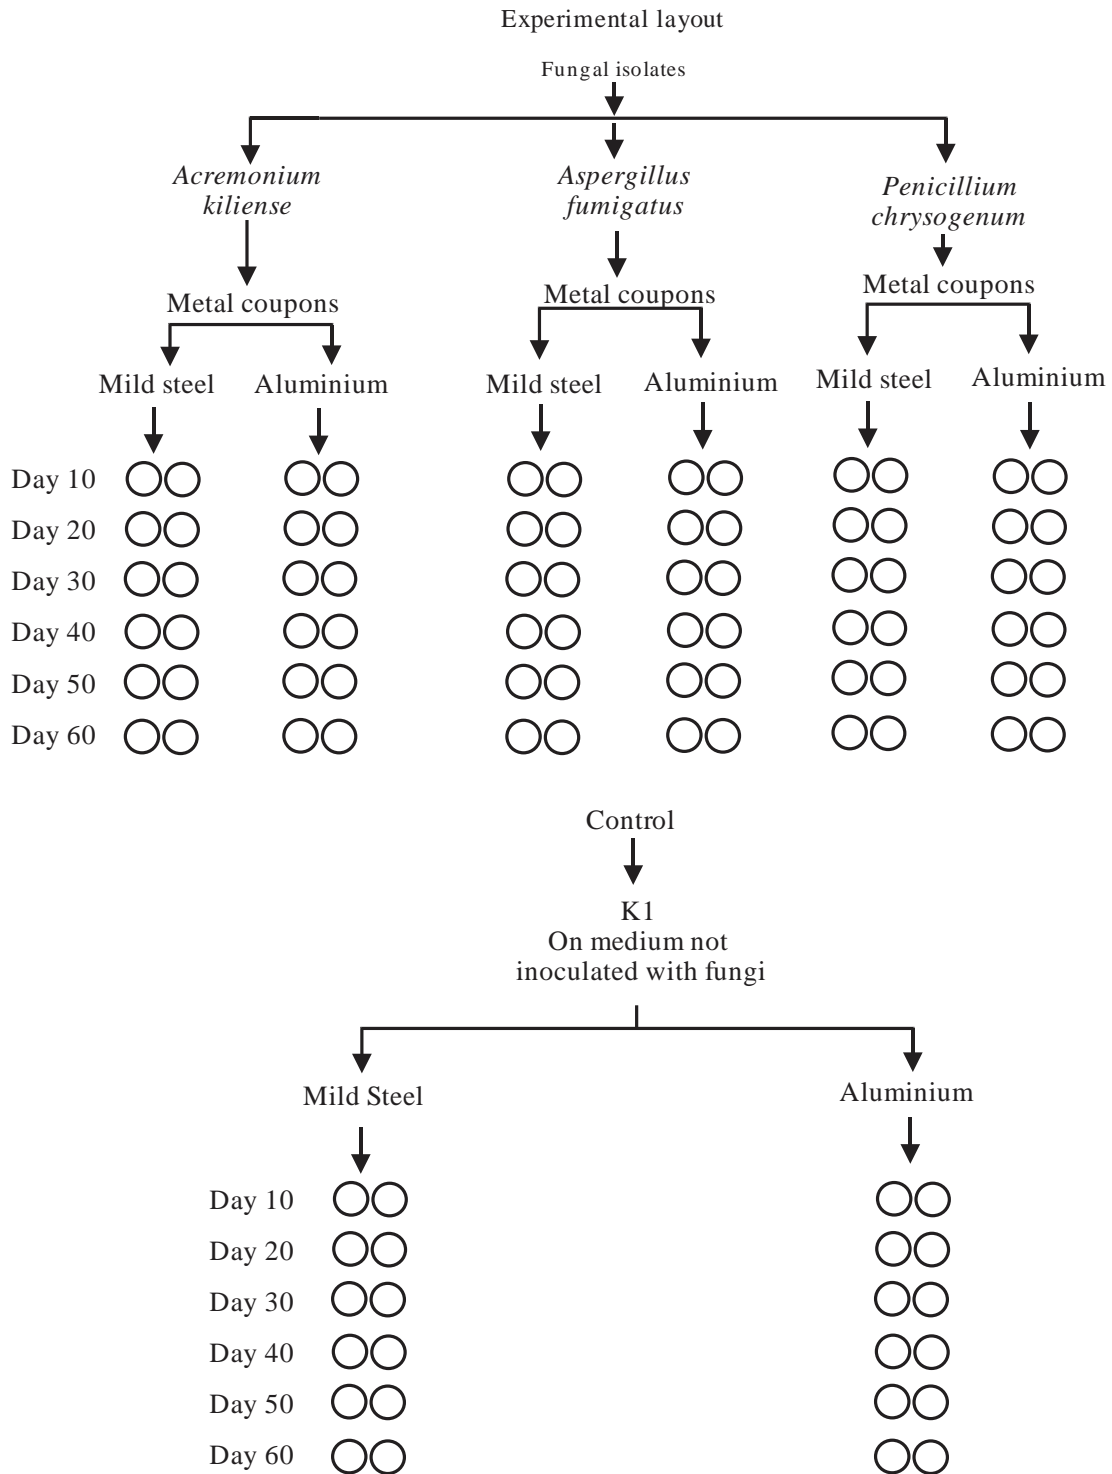 Experimental layout
Fungal isolates
Acremonium
kiliense
Aspergillus
fumigatus
Penicillium
chrysogenum
Metal coupons
Metal coupons
Metal coupons
Mild steel
Aluminium
Mild steel
Aluminium
Mild steel
Aluminium
Day 10
Day 20
Day 30
Day 40
Day 50
Day 60
Control
K1
On medium not
inoculated with fungi
Mild Steel
Aluminium
Day 10
Day 20
Day 30
Day 40
Day 50
Day 60